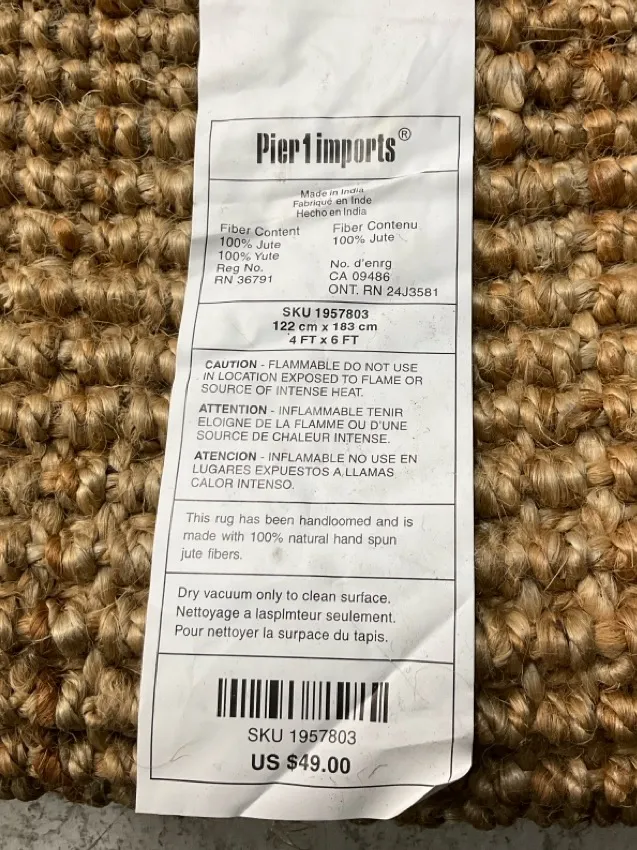 Pier1imports®
Made in India
Fabriqué en Inde
Hecho en India
Fiber Content
100% Jute
100% Yute
Reg No.
RN 36791
Fiber Contenu
100% Jute
No. d'enrg
CA 09486
ONT. RN 24J3581
SKU 1957803
122 cm x 183 cm
4 FT x 6 FT
CAUTION - FLAMMABLE DO NOT USE
IN LOCATION EXPOSED TO FLAME OR
SOURCE OF INTENSE HEAT.
ATTENTION - INFLAMMABLE TENIR
ELOIGNE DE LA FLAMME OU D'UNE
SOURCE DE CHALEUR INTENSE.
ATENCION - INFLAMABLE NO USE EN
LUGARES EXPUESTOS A LLAMAS
CALOR INTENSO.
This rug has been handloomed and is
made with 100% natural hand spun
jute fibers.
Dry vacuum only to clean surface.
Nettoyage a lasplmteur seulement.
Pour nettoyer la surpace du tapis.
SKU 1957803
US $49.00